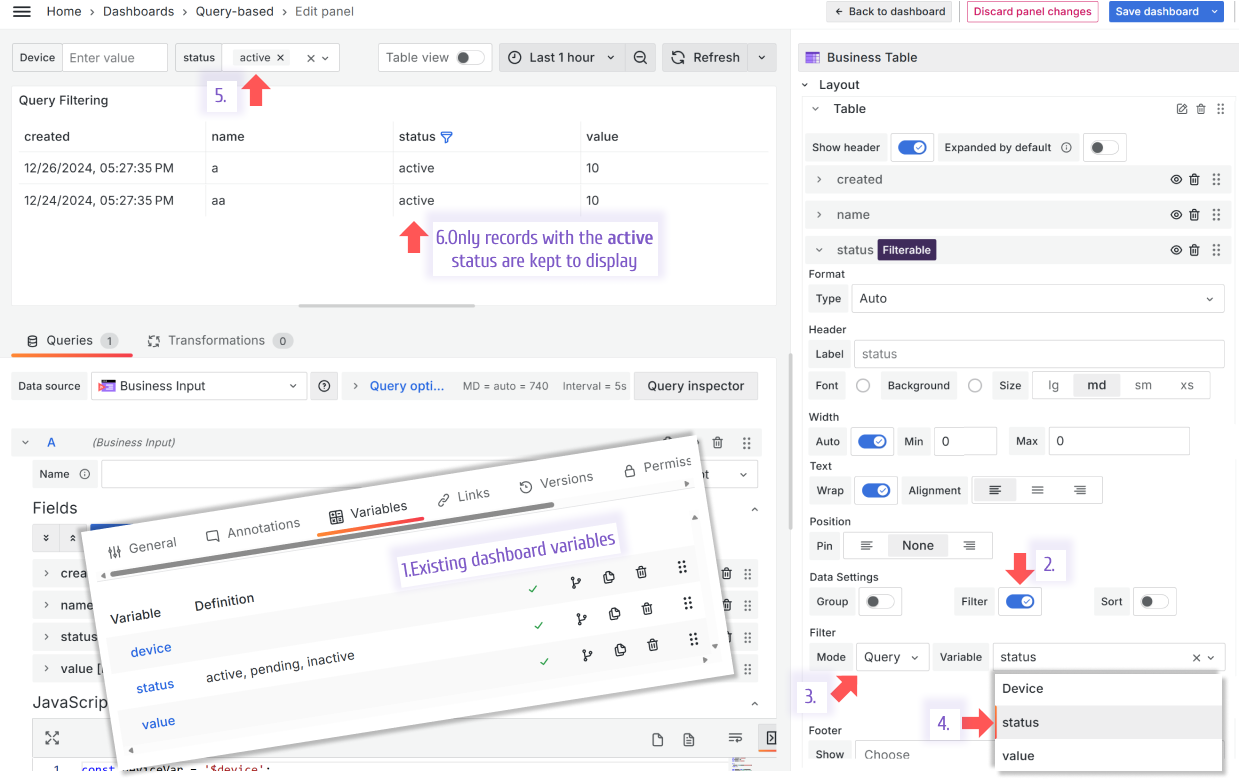 Home > Dashboards > Query-based > Edit panel
Back to dashboard
Discard panel changes
Save dashboard
Device Enter value
status active
Table view
Last 1 hour
Refresh
5.
Query Filtering
created name status value
12/26/2024, 05:27:35 PM a active 10
12/24/2024, 05:27:35 PM aa active 10
6.Only records with the active
status are kept to display
Queries 1
Transformations 0
Data source Business Input
Query opti... MD = auto = 740 Interval = 5s
Query inspector
A (Business Input)
Name
Fields
name
status
value
JavaScrip
1 const deviceVar = '$device';
General
Annotations
Variables
Links
Versions
Permiss
1.Existing dashboard variables
Variable Definition
device
status active, pending, inactive
value
Business Table
Layout
Table
Show header
Expanded by default
created
name
status Filterable
Format
Type Auto
Header
Label status
Font Background Size lg md sm xs
Width
Auto Min 0 Max 0
Text
Wrap Alignment
Position
Pin None
2.
Data Settings
Group Filter Sort
Filter
Mode Query Variable status
3.
Device
4.
status
value
Footer
Show Choose